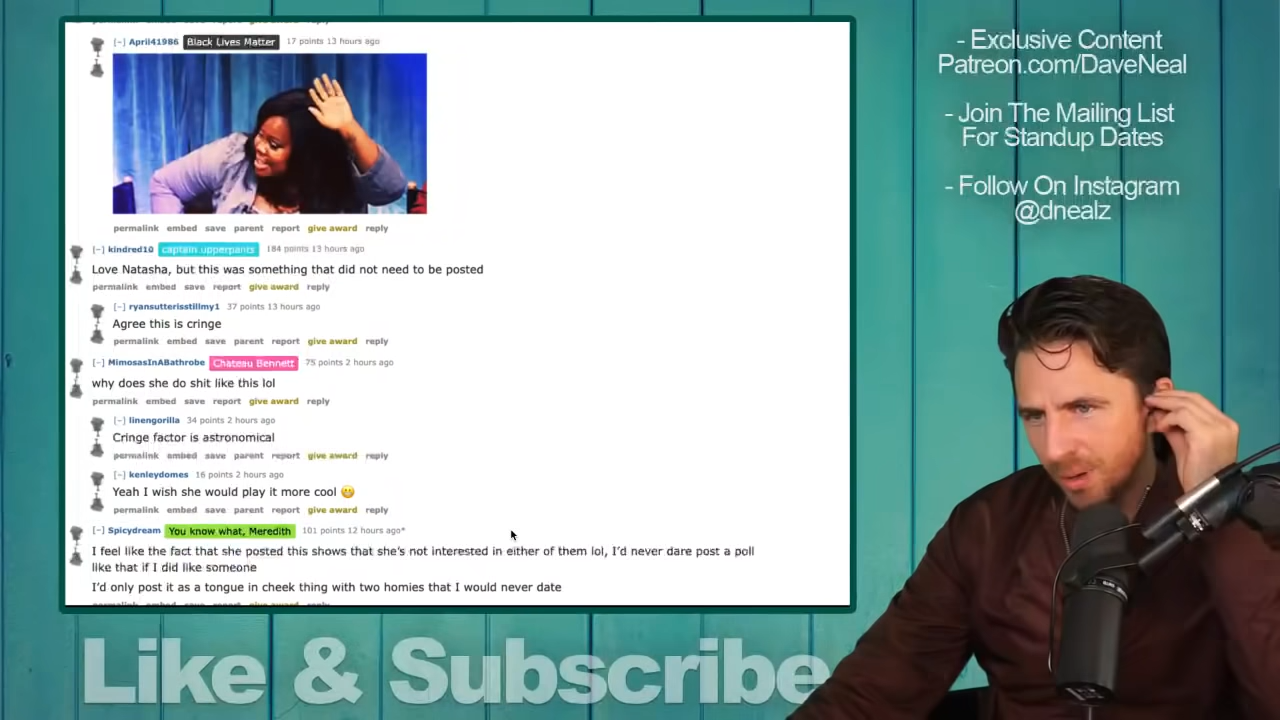 [-] April41986 Black Lives Matter 17 points 13 hours ago
permalink embed save parent report give award reply
[-] kindred10 captain upperpants 184 points 13 hours ago
Love Natasha, but this was something that did not need to be posted
permalink embed save report give award reply
[-] ryansutterisstillmy1 37 points 13 hours ago
Agree this is cringe
permalink embed save parent report give award reply
[-] MimosasInABathrobe Chateau Bennett 75 points 2 hours ago
why does she do shit like this lol
permalink embed save report give award reply
[-] linengorilla 34 points 2 hours ago
Cringe factor is astronomical
permalink embed save parent report give award reply
[-] kenleydomes 16 points 2 hours ago
Yeah I wish she would play it more cool
permalink embed save parent report give award reply
[-] Spicydream You know what, Meredith 101 points 12 hours ago*
I feel like the fact that she posted this shows that she's not interested in either of them lol, I'd never dare post a poll
like that if I did like someone
I'd only post it as a tongue in cheek thing with two homies that I would never date
- Exclusive Content
Patreon.com/DaveNeal
- Join The Mailing List
For Standup Dates
- Follow On Instagram
@dnealz
Like & Subscribe